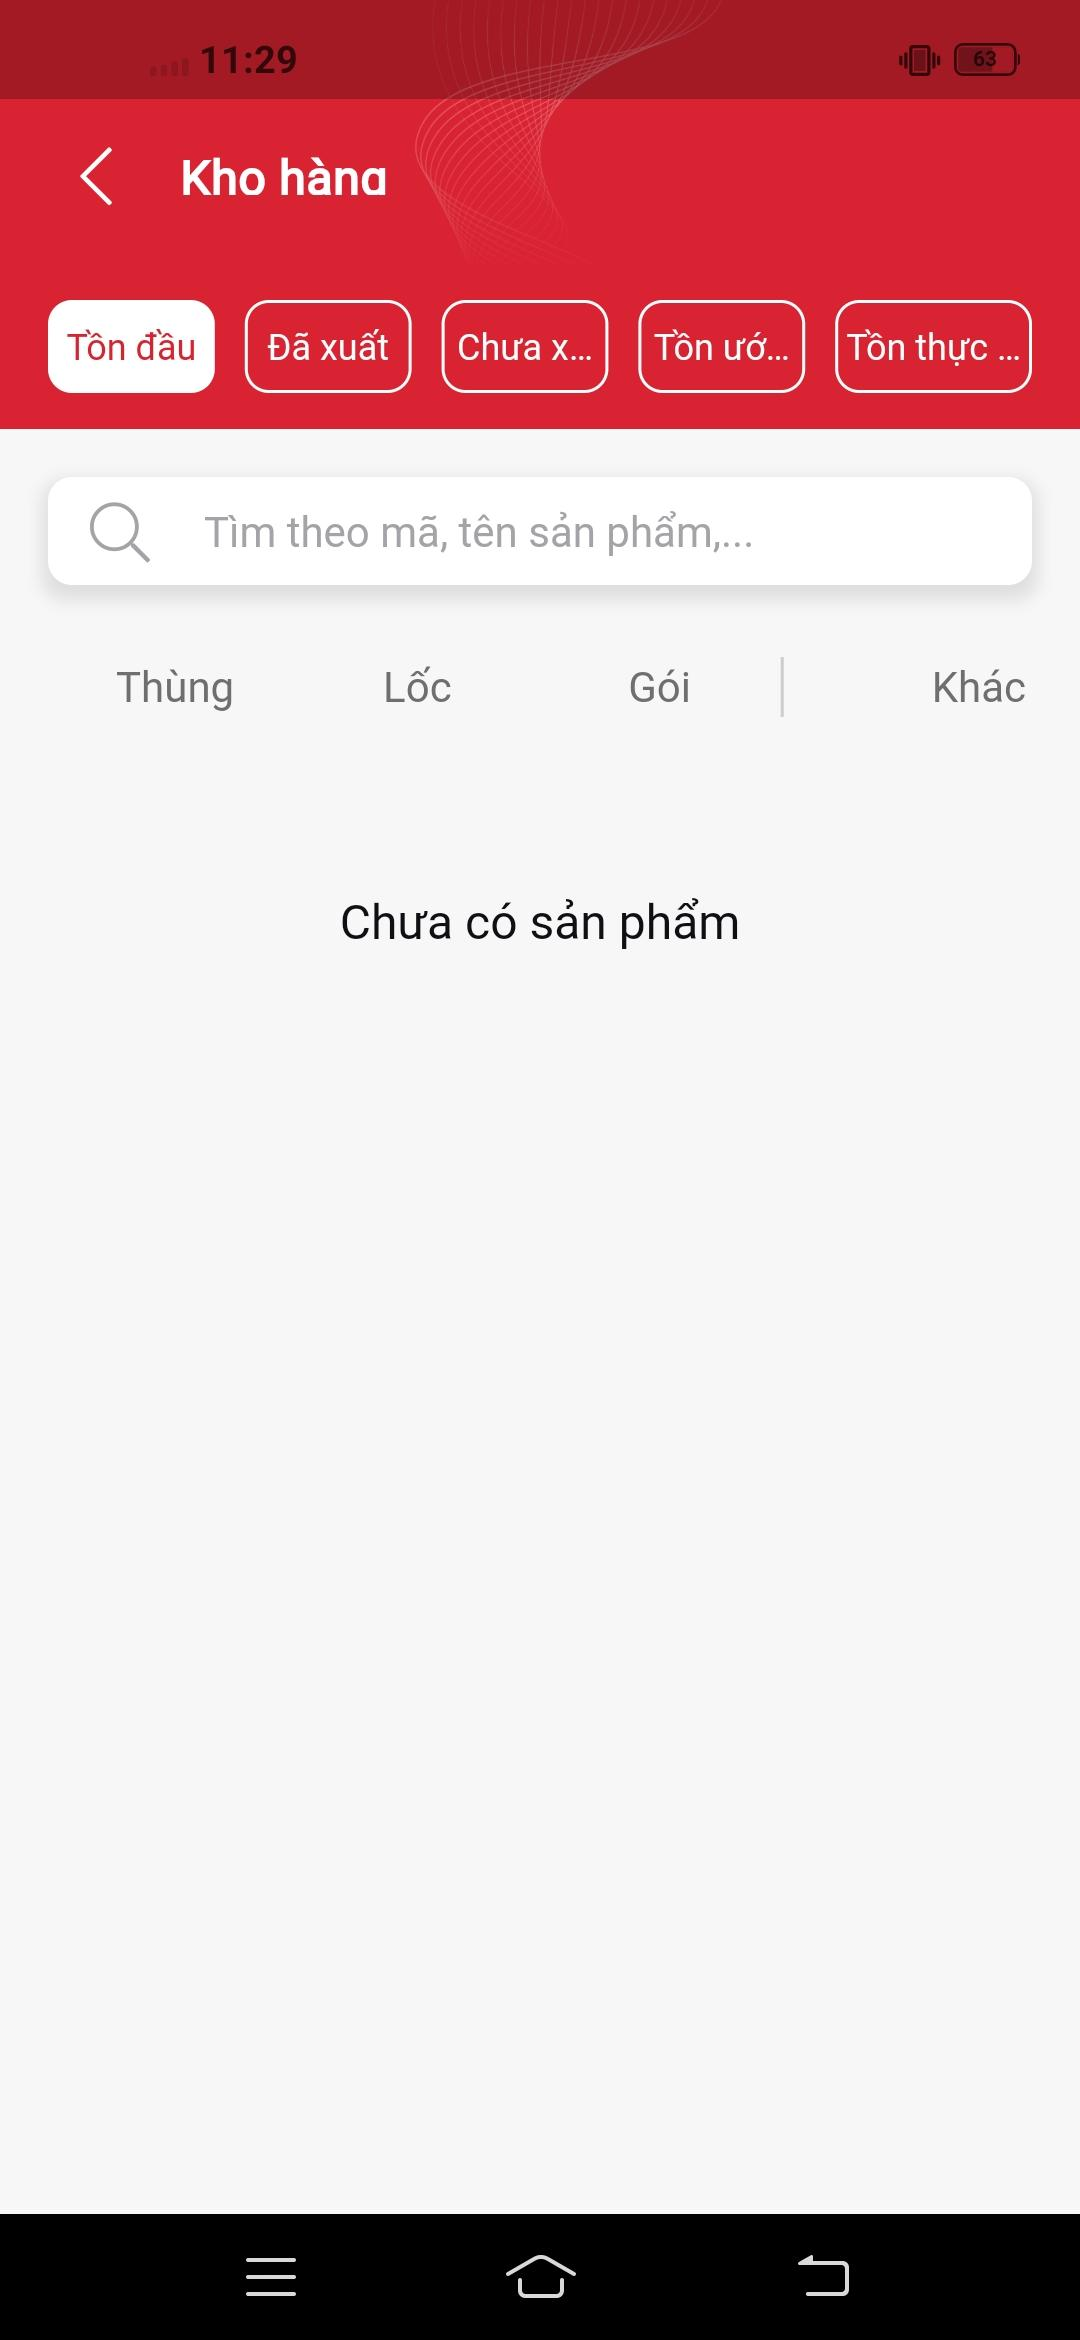 11:29
63
Kho hàng
Tồn đầu Đã xuất Chưa x... Tồn ướ... Tồn thực ...
Tìm theo mã, tên sản phẩm,...
Thùng Lốc Gói Khác
Chưa có sản phẩm